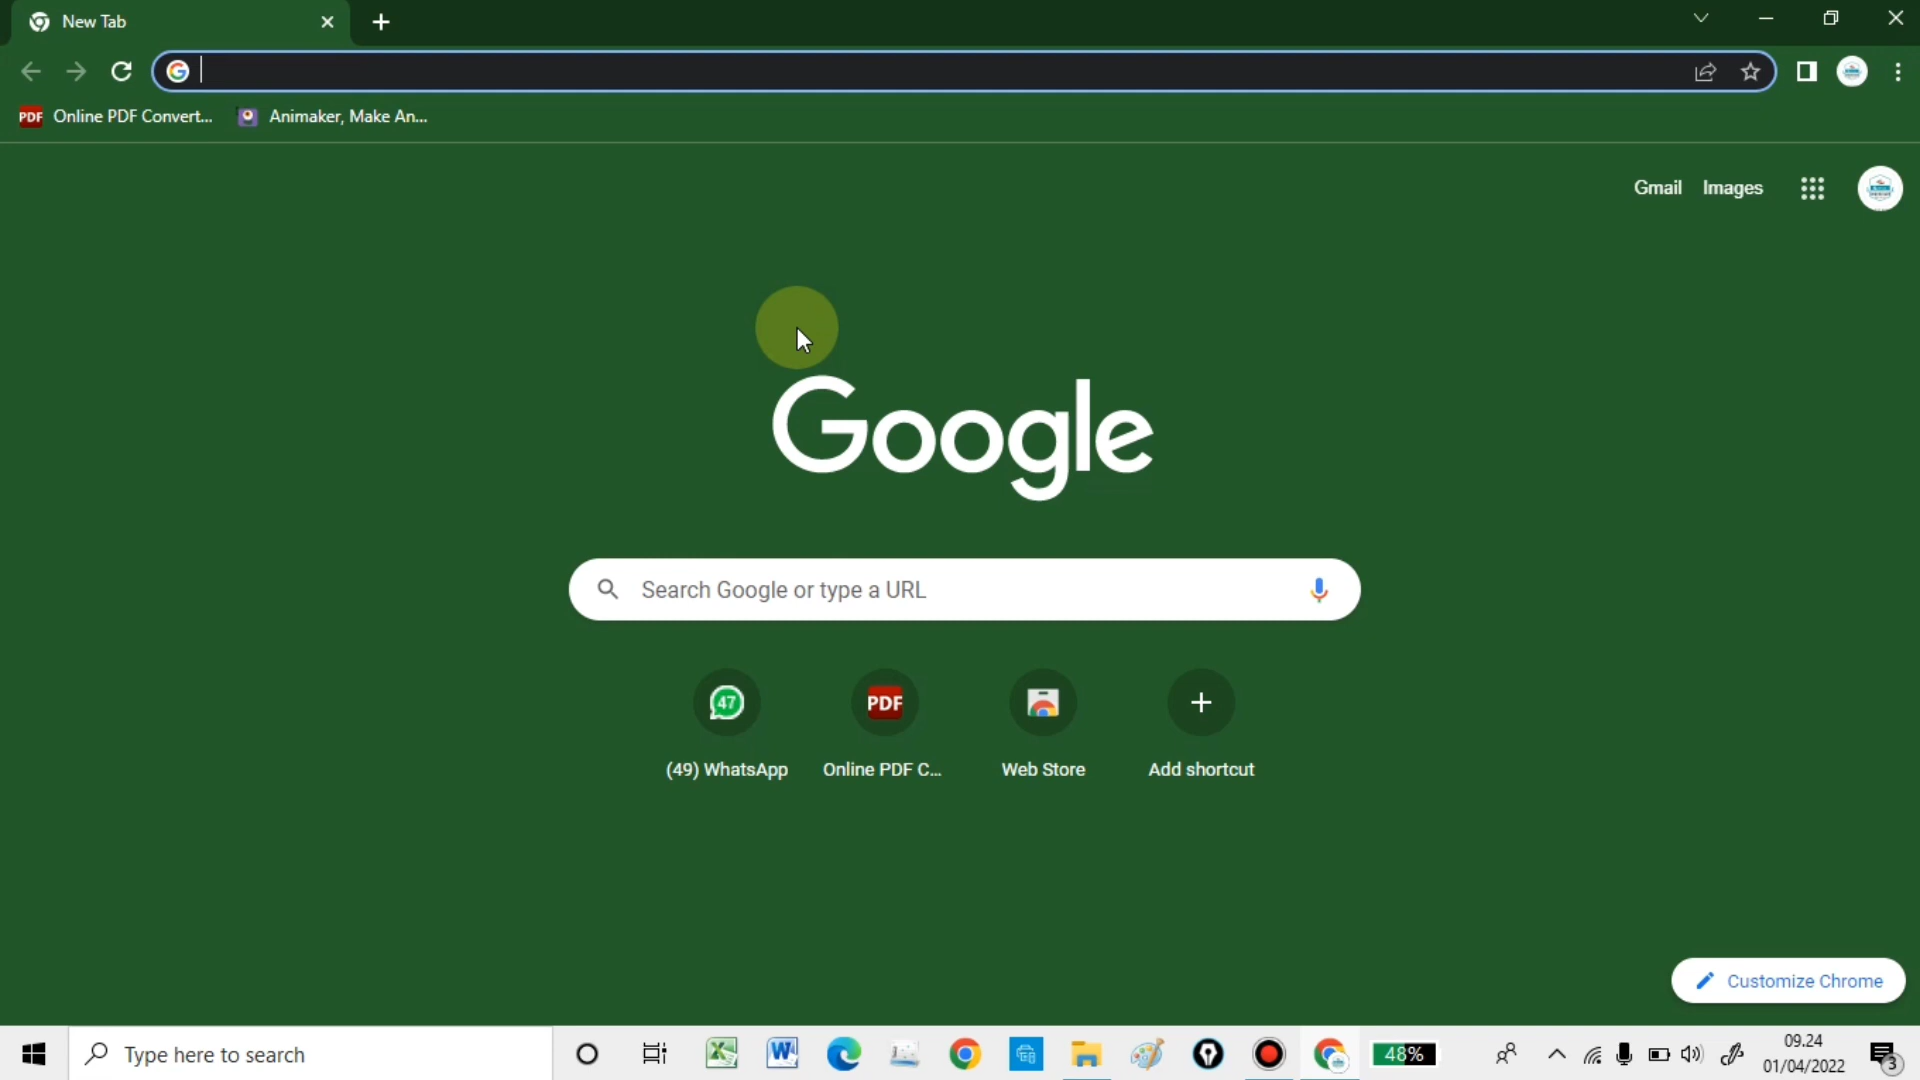 New Tab
PDF Online PDF Convert...
Animaker, Make An...
Gmail Images
Google
Search Google or type a URL
47
PDF
(49) WhatsApp
Online PDF C...
Web Store
Add shortcut
Customize Chrome
Type here to search
48%
09.24
01/04/2022
3